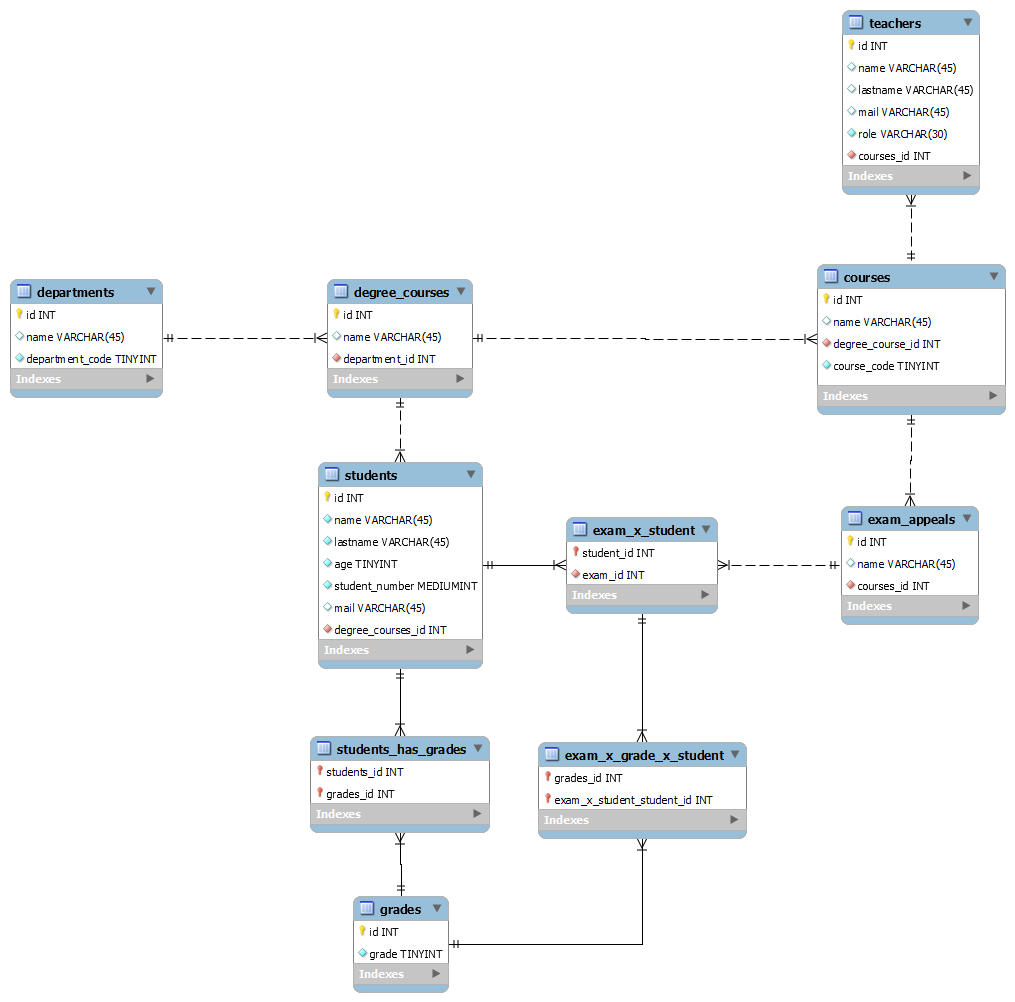 teachers
id INT
name VARCHAR(45)
lastname VARCHAR(45)
mail VARCHAR(45)
role VARCHAR(30)
courses_id INT
Indexes
departments
id INT
name VARCHAR(45)
department_code TINYINT
Indexes
degree_courses
id INT
name VARCHAR(45)
department_id INT
Indexes
courses
id INT
name VARCHAR(45)
degree_course_id INT
course_code TINYINT
Indexes
students
id INT
name VARCHAR(45)
lastname VARCHAR(45)
age TINYINT
student_number MEDIUMINT
mail VARCHAR(45)
degree_courses_id INT
Indexes
exam_x_student
student_id INT
exam_id INT
Indexes
exam_appeals
id INT
name VARCHAR(45)
courses_id INT
Indexes
students_has_grades
students_id INT
grades_id INT
Indexes
exam_x_grade_x_student
grades_id INT
exam_x_student_student_id INT
Indexes
grades
id INT
grade TINYINT
Indexes